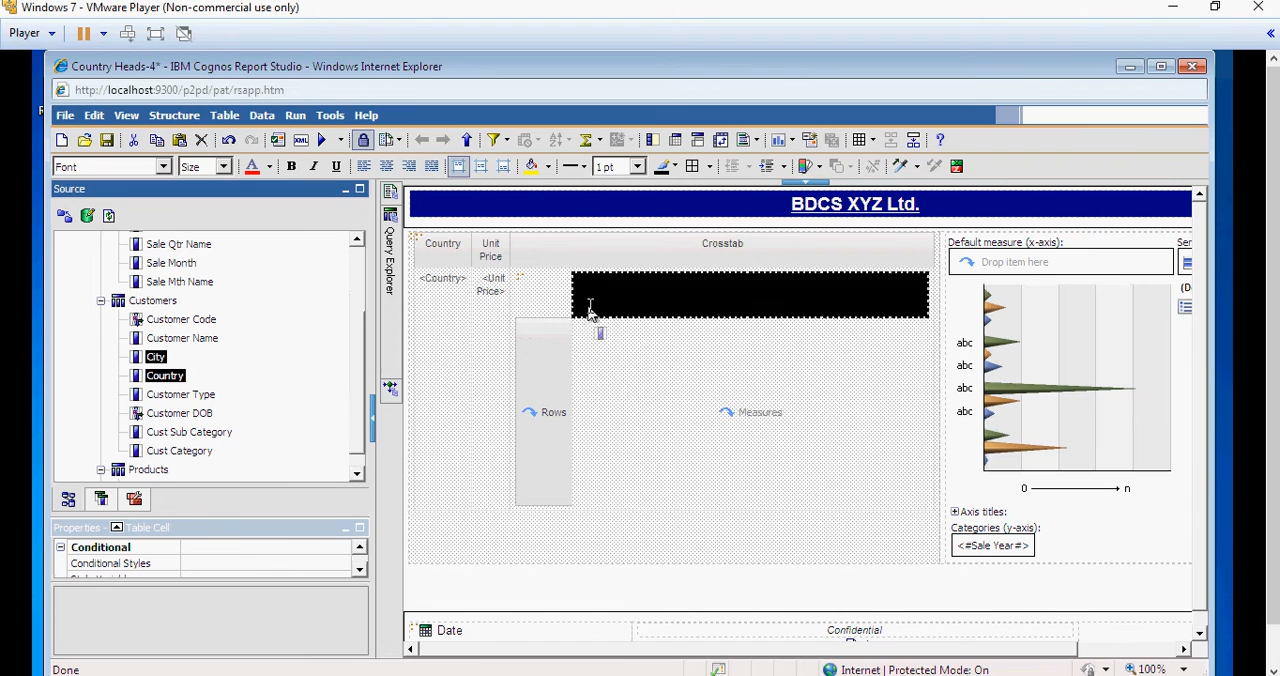 Windows 7 - VMware Player (Non-commercial use only)
Player
Country Heads-4* - IBM Cognos Report Studio - Windows Internet Explorer
http://localhost:9300/p2pd/pat/rsapp.htm
File Edit View Structure Table Data Run Tools Help
Font Size A B I U 1 pt
Source
Sale Qtr Name
Sale Month
Sale Mth Name
Customers
Customer Code
Customer Name
City
Country
Customer Type
Customer DOB
Cust Sub Category
Cust Category
Products
Properties - Table Cell
Conditional
Conditional Styles
Query Explorer
BDCS XYZ Ltd.
Country Unit Price Crosstab
<Country> <Unit Price>
Rows Measures
Default measure (x-axis):
Drop item here
abc
abc
abc
abc
0 n
Axis titles:
Categories (y-axis):
<#Sale Year#>
Date Confidential
Done Internet | Protected Mode: On 100%